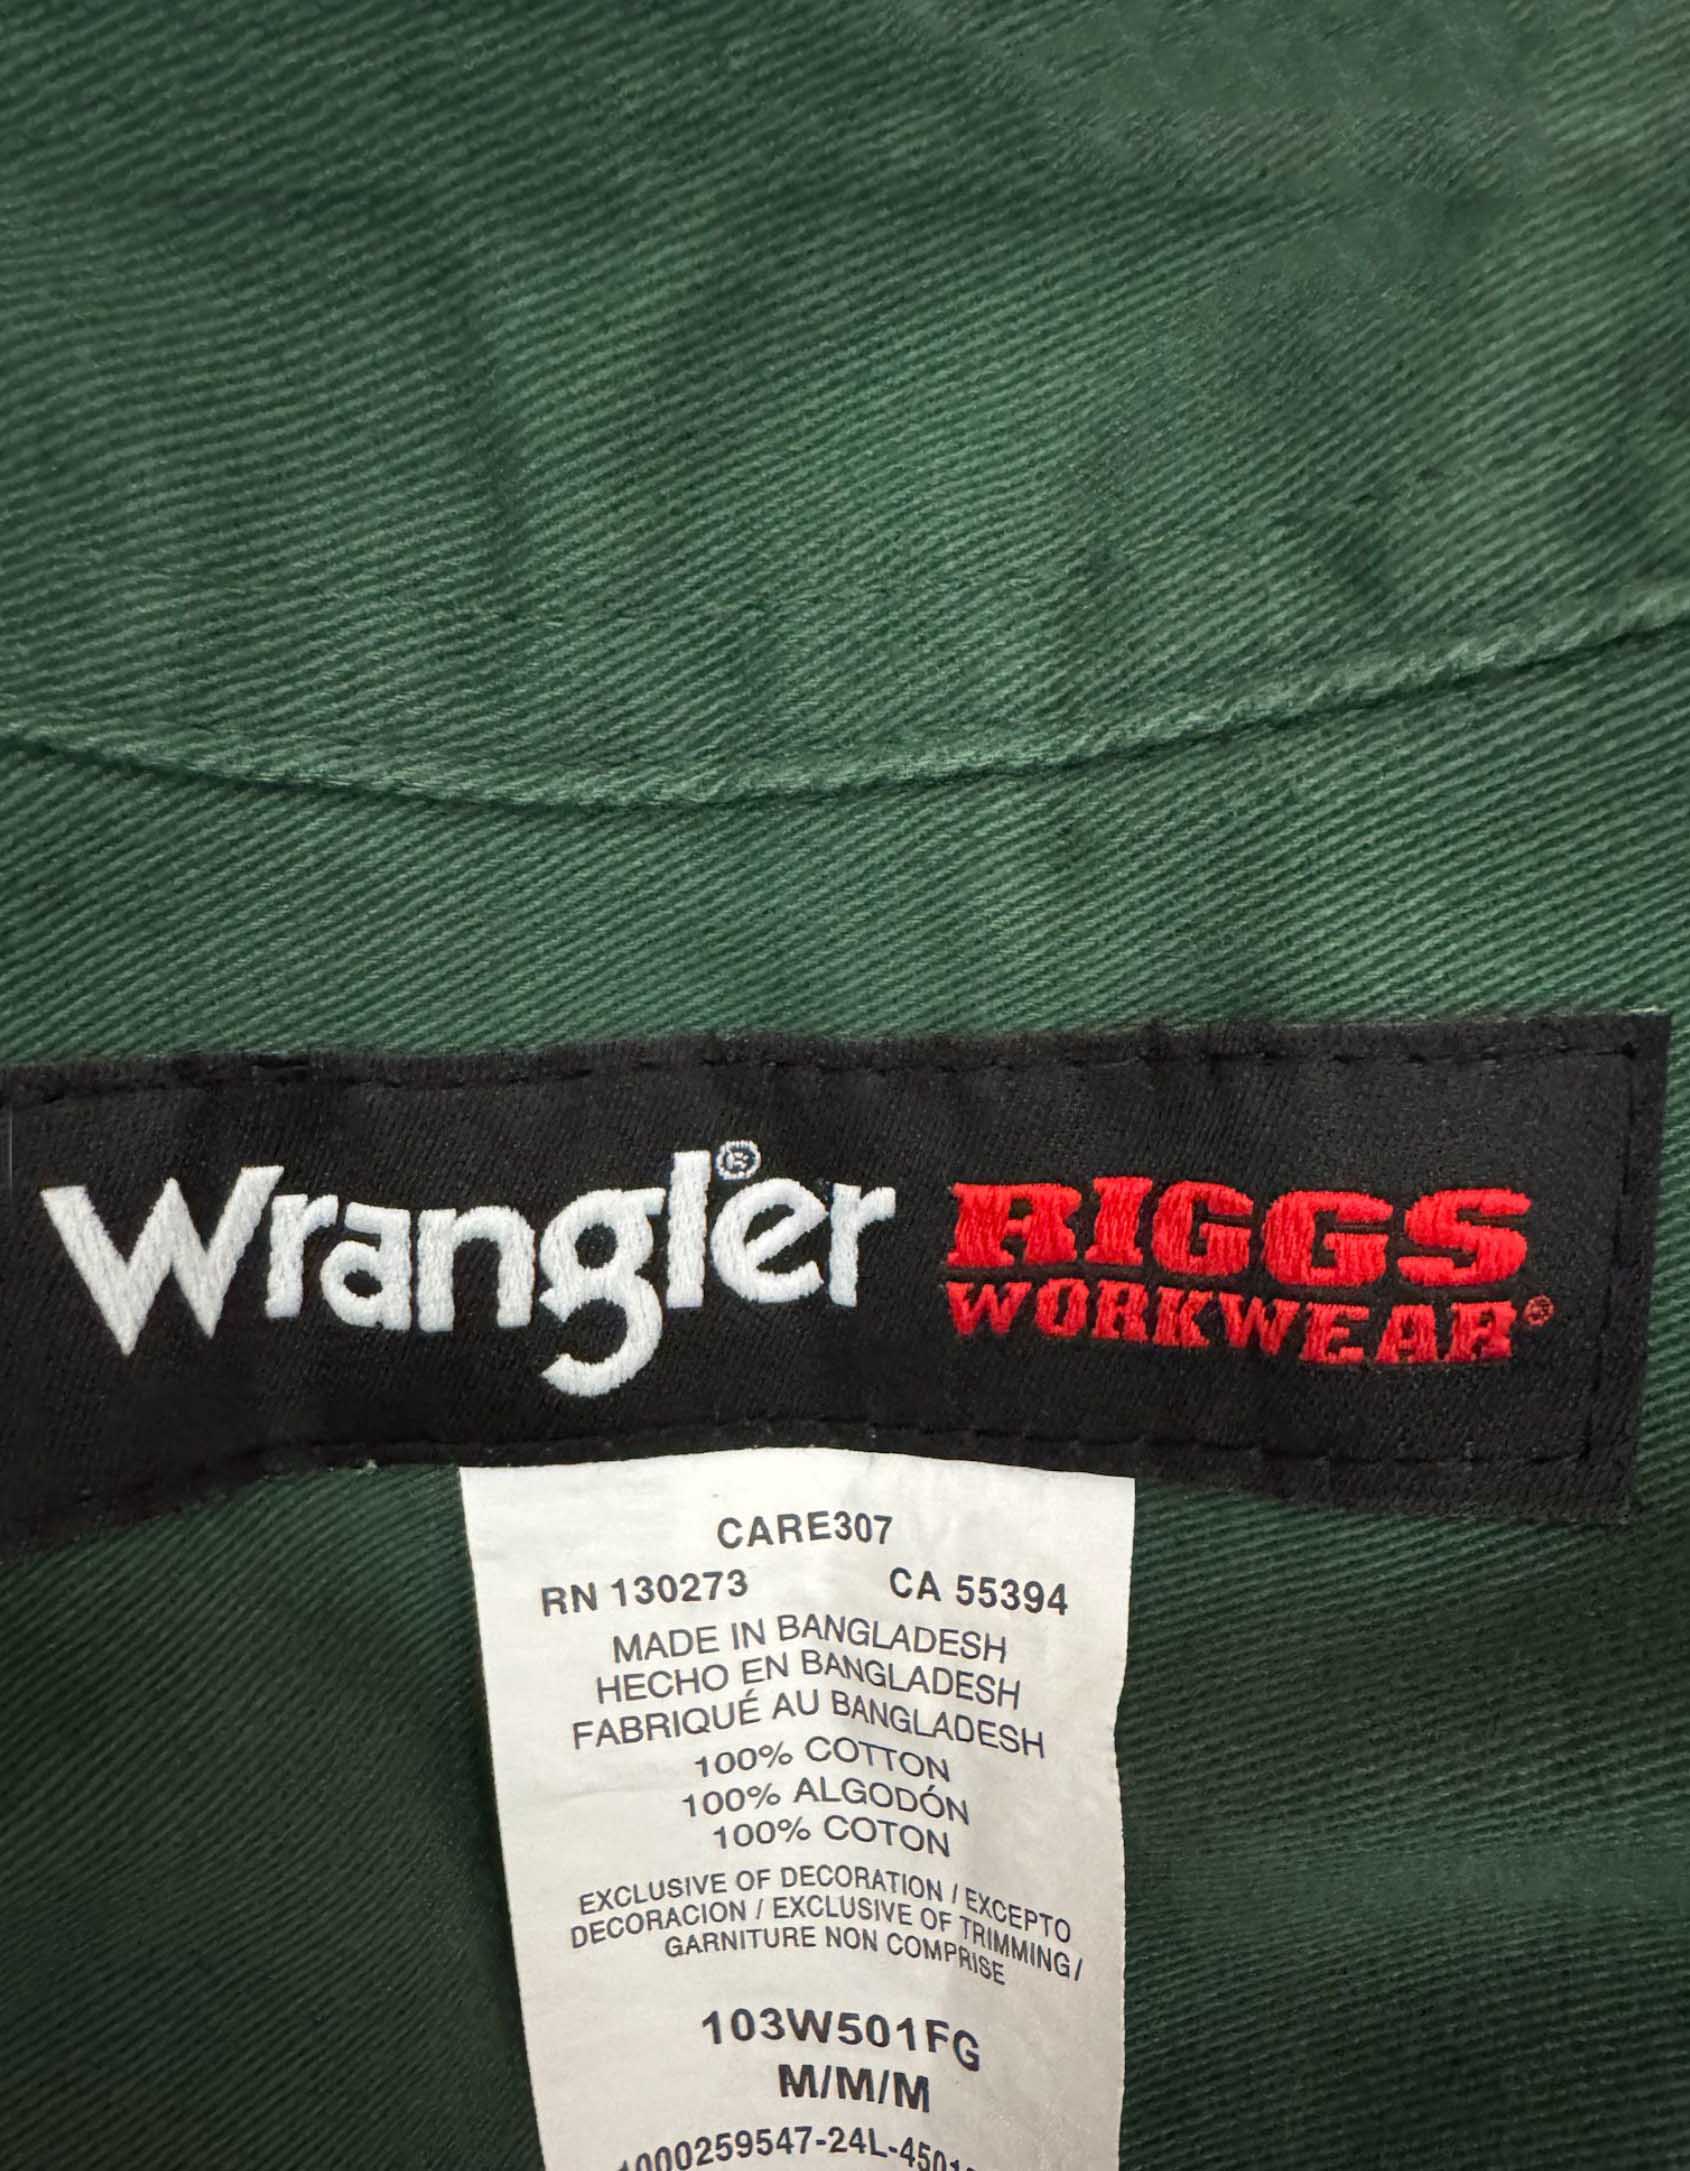 Wrangler® RIGGS
WORKWEAR®
CARE307
RN 130273 CA 55394
MADE IN BANGLADESH
HECHO EN BANGLADESH
FABRIQUÉ AU BANGLADESH
100% COTTON
100% ALGODÓN
100% COTON
EXCLUSIVE OF DECORATION / EXCEPTO
DECORACION / EXCLUSIVE OF TRIMMING /
GARNITURE NON COMPRISE
103W501FG
M/M/M